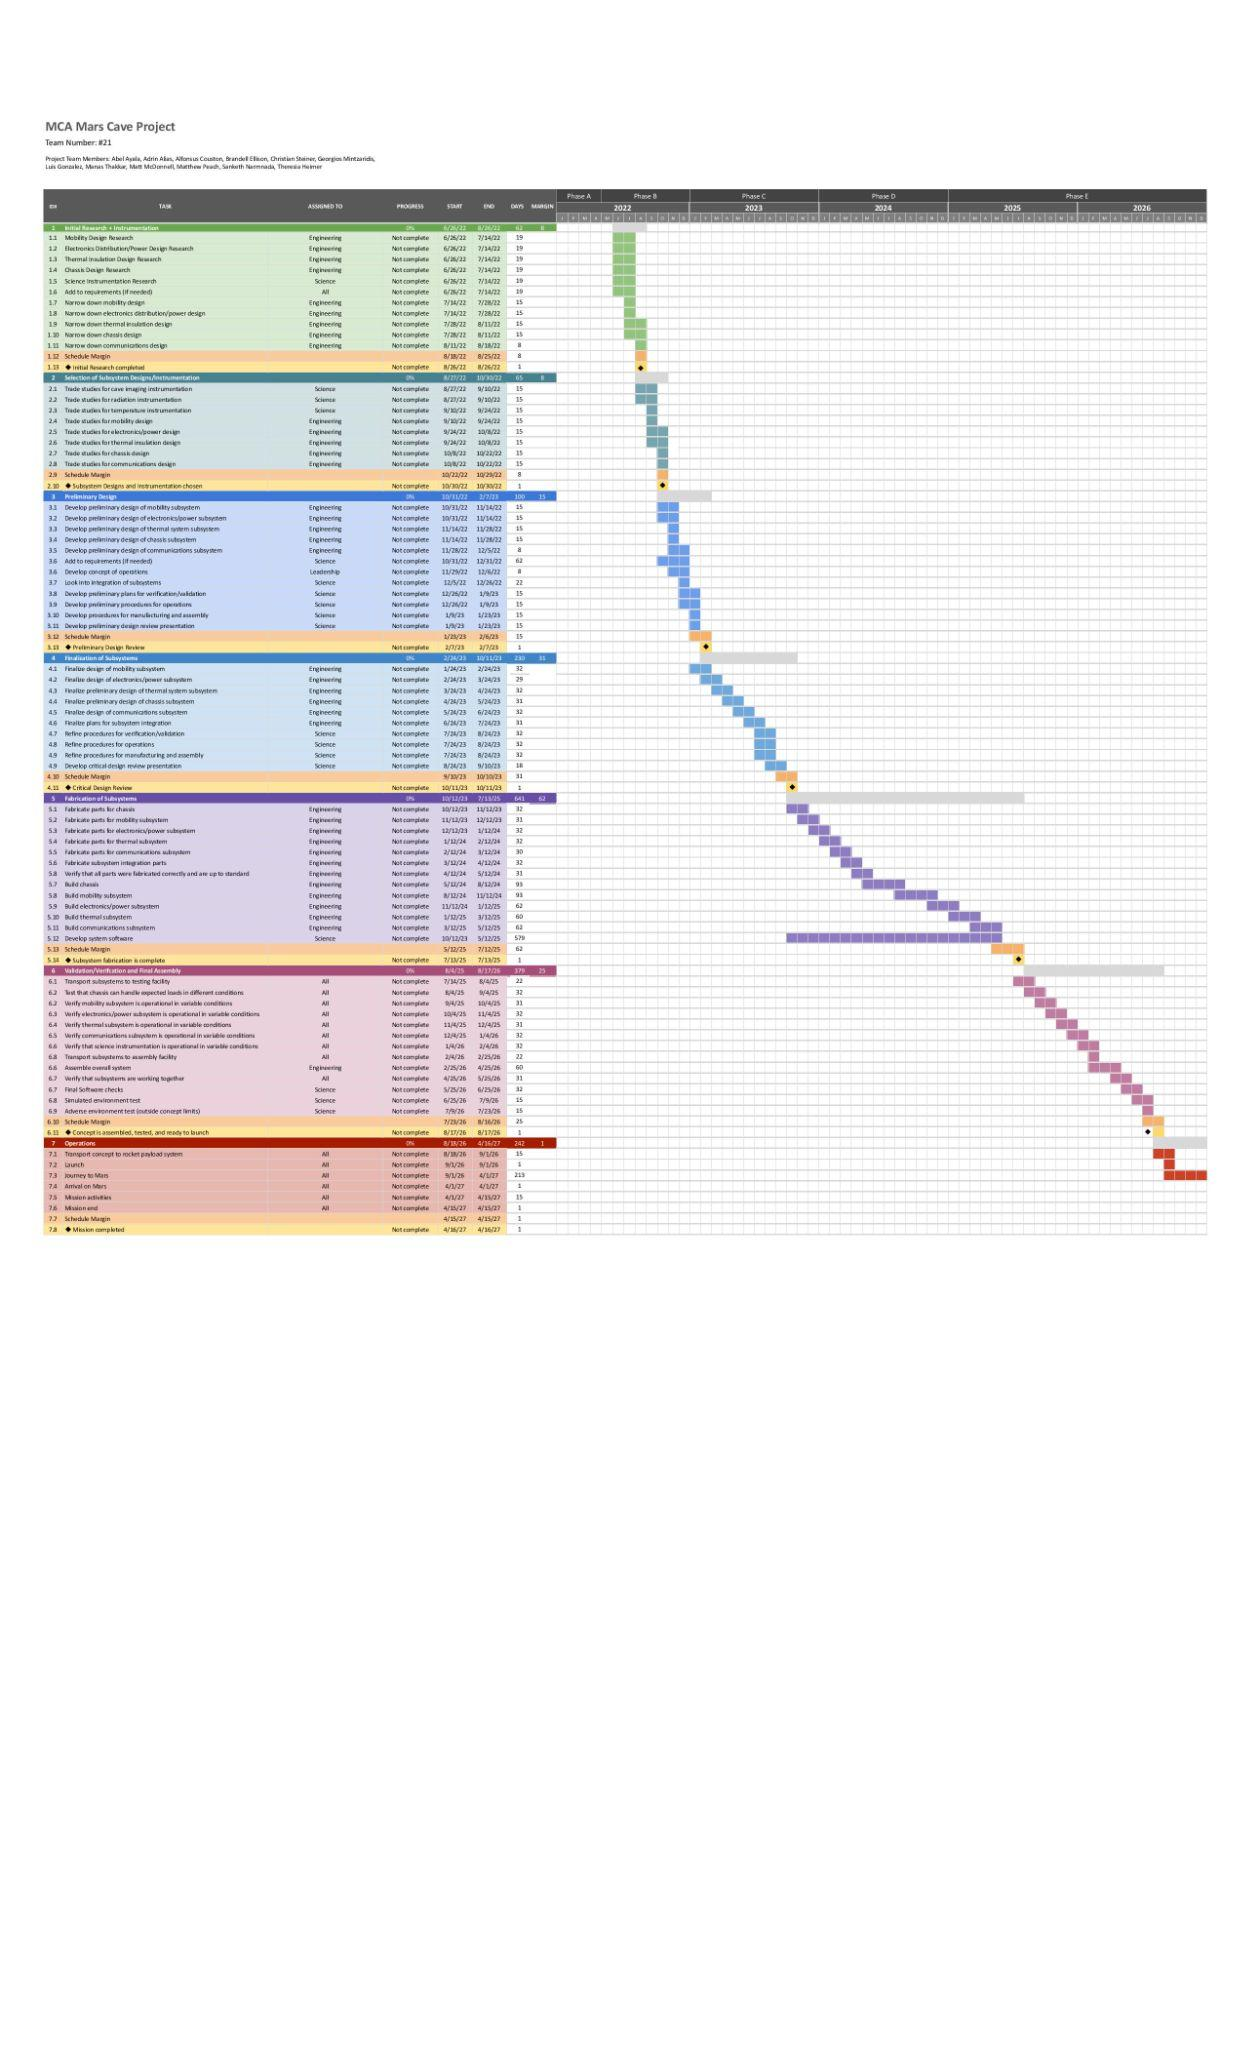 MCA Mars Cave Project
Team Number: #21
Project Team Members: Abel Ayala, Adrin Alias, Alfonsus Couston, Brandell Ellison, Christian Steiner, Georgios Mintzaridis,
Luis Gonzalez, Manas Thakkar, Matt McDonnell, Matthew Peach, Sanketh Narmnada, Theresia Heimer
Phase A Phase B Phase C Phase D Phase E
TASK ASSIGNED TO PROGRESS START END DAYS MARGIN 2022 2023 2024 2025 2026
1 Initial Research + Instrumentation 0% 6/26/22 8/26/22 62 8
1.1 Mobility Design Research Engineering Not complete 6/26/22 7/14/22 19
1.2 Electronics Distribution/Power Design Research Engineering Not complete 6/26/22 7/14/22 19
1.3 Thermal Insulation Design Research Engineering Not complete 6/26/22 7/14/22 19
1.4 Chassis Design Research Engineering Not complete 6/26/22 7/14/22 19
1.5 Science Instrumentation Research Science Not complete 6/26/22 7/14/22 19
1.6 Add to requirements (if needed) All Not complete 6/26/22 7/14/22 19
1.7 Narrow down mobility design Engineering Not complete 7/14/22 7/28/22 15
1.8 Narrow down electronics distribution/power design Engineering Not complete 7/14/22 7/28/22 15
1.9 Narrow down thermal insulation design Engineering Not complete 7/28/22 8/11/22 15
1.10 Narrow down chassis design Engineering Not complete 7/28/22 8/11/22 15
1.11 Narrow down communications design Engineering Not complete 8/11/22 8/18/22 8
1.12 Schedule Margin 8/18/22 8/25/22 8
1.13 ◆ Initial Research completed Not complete 8/26/22 8/26/22 1
2 Selection of Subsystem Designs/Instrumentation 0% 8/27/22 10/30/22 65 8
2.1 Trade studies for cave imaging instrumentation Science Not complete 8/27/22 9/10/22 15
2.2 Trade studies for radiation instrumentation Science Not complete 8/27/22 9/10/22 15
2.3 Trade studies for temperature instrumentation Science Not complete 9/10/22 9/24/22 15
2.4 Trade studies for mobility design Engineering Not complete 9/10/22 9/24/22 15
2.5 Trade studies for electronics/power design Engineering Not complete 9/24/22 10/8/22 15
2.6 Trade studies for thermal insulation design Engineering Not complete 9/24/22 10/8/22 15
2.7 Trade studies for chassis design Engineering Not complete 10/8/22 10/22/22 15
2.8 Trade studies for communications design Engineering Not complete 10/8/22 10/22/22 15
2.9 Schedule Margin 10/22/22 10/29/22 8
2.10 ◆ Subsystem Designs and Instrumentation chosen Not complete 10/30/22 10/30/22 1
3 Preliminary Design 0% 10/31/22 2/7/23 100 15
3.1 Develop preliminary design of mobility subsystem Engineering Not complete 10/31/22 11/14/22 15
3.2 Develop preliminary design of electronics/power subsystem Engineering Not complete 10/31/22 11/14/22 15
3.3 Develop preliminary design of thermal system subsystem Engineering Not complete 11/14/22 11/28/22 15
3.4 Develop preliminary design of chassis subsystem Engineering Not complete 11/14/22 11/28/22 15
3.5 Develop preliminary design of communications subsystem Engineering Not complete 11/28/22 12/5/22 8
3.6 Add to requirements (if needed) Science Not complete 10/31/22 12/31/22 62
3.6 Develop concept of operations Leadership Not complete 11/29/22 12/6/22 8
3.7 Look into integration of subsystems Science Not complete 12/5/22 12/26/22 22
3.8 Develop preliminary plans for verification/validation Science Not complete 12/26/22 1/9/23 15
3.9 Develop preliminary procedures for operations Science Not complete 12/26/22 1/9/23 15
3.10 Develop procedures for manufacturing and assembly Science Not complete 1/9/23 1/23/23 15
3.11 Develop preliminary design review presentation Science Not complete 1/9/23 1/23/23 15
3.12 Schedule Margin 1/23/23 2/6/23 15
3.13 ◆ Preliminary Design Review Not complete 2/7/23 2/7/23 1
4 Finalization of Subsystems 0% 2/24/23 10/11/23 230 31
4.1 Finalize design of mobility subsystem Engineering Not complete 1/24/23 2/24/23 32
4.2 Finalize design of electronics/power subsystem Engineering Not complete 2/24/23 3/24/23 29
4.3 Finalize preliminary design of thermal system subsystem Engineering Not complete 3/24/23 4/24/23 32
4.4 Finalize preliminary design of chassis subsystem Engineering Not complete 4/24/23 5/24/23 31
4.5 Finalize design of communications subsystem Engineering Not complete 5/24/23 6/24/23 32
4.6 Finalize plans for subsystem integration Engineering Not complete 6/24/23 7/24/23 31
4.7 Refine procedures for verification/validation Science Not complete 7/24/23 8/24/23 32
4.8 Refine procedures for operations Science Not complete 7/24/23 8/24/23 32
4.9 Refine procedures for manufacturing and assembly Science Not complete 7/24/23 8/24/23 32
4.9 Develop critical design review presentation Science Not complete 8/24/23 9/10/23 18
4.10 Schedule Margin 9/10/23 10/10/23 31
4.11 ◆ Critical Design Review Not complete 10/11/23 10/11/23 1
5 Fabrication of Subsystems 0% 10/12/23 7/13/25 641 62
5.1 Fabricate parts for chassis Engineering Not complete 10/12/23 11/12/23 32
5.2 Fabricate parts for mobility subsystem Engineering Not complete 11/12/23 12/12/23 31
5.3 Fabricate parts for electronics/power subsystem Engineering Not complete 12/12/23 1/12/24 32
5.4 Fabricate parts for thermal subsystem Engineering Not complete 1/12/24 2/12/24 32
5.5 Fabricate parts for communications subsystem Engineering Not complete 2/12/24 3/12/24 30
5.6 Fabricate subsystem integration parts Engineering Not complete 3/12/24 4/12/24 32
5.8 Verify that all parts were fabricated correctly and are up to standard Engineering Not complete 4/12/24 5/12/24 31
5.7 Build chassis Engineering Not complete 5/12/24 8/12/24 93
5.8 Build mobility subsystem Engineering Not complete 8/12/24 11/12/24 93
5.9 Build electronics/power subsystem Engineering Not complete 11/12/24 1/12/25 62
5.10 Build thermal subsystem Engineering Not complete 1/12/25 3/12/25 60
5.11 Build communications subsystem Engineering Not complete 3/12/25 5/12/25 62
5.12 Develop system software Science Not complete 10/12/23 5/12/25 579
5.13 Schedule Margin 5/12/25 7/12/25 62
5.14 ◆ Subsystem fabrication is complete Not complete 7/13/25 7/13/25 1
6 Validation/Verification and Final Assembly 0% 8/4/25 8/17/26 379 25
6.1 Transport subsystems to testing facility All Not complete 7/14/25 8/4/25 22
6.2 Test that chassis can handle expected loads in different conditions All Not complete 8/4/25 9/4/25 32
6.2 Verify mobility subsystem is operational in variable conditions All Not complete 9/4/25 10/4/25 31
6.3 Verify electronics/power subsystem is operational in variable conditions All Not complete 10/4/25 11/4/25 32
6.4 Verify thermal subsystem is operational in variable conditions All Not complete 11/4/25 12/4/25 31
6.5 Verify communications subsystem is operational in variable conditions All Not complete 12/4/25 1/4/26 32
6.6 Verify that science instrumentation is operational in variable conditions All Not complete 1/4/26 2/4/26 32
6.8 Transport subsystems to assembly facility All Not complete 2/4/26 2/25/26 22
6.6 Assemble overall system Engineering Not complete 2/25/26 4/25/26 60
6.7 Verify that subsystems are working together All Not complete 4/25/26 5/25/26 31
6.7 Final Software checks Science Not complete 5/25/26 6/25/26 32
6.8 Simulated environment test Science Not complete 6/25/26 7/9/26 15
6.9 Adverse environment test (outside concept limits) Science Not complete 7/9/26 7/23/26 15
6.10 Schedule Margin 7/23/26 8/16/26 25
6.11 ◆ Concept is assembled, tested, and ready to launch Not complete 8/17/26 8/17/26 1
7 Operations 0% 8/18/26 4/16/27 242 1
7.1 Transport concept to rocket payload system All Not complete 8/18/26 9/1/26 15
7.2 Launch All Not complete 9/1/26 9/1/26 1
7.3 Journey to Mars All Not complete 9/1/26 4/1/27 213
7.4 Arrival on Mars All Not complete 4/1/27 4/1/27 1
7.5 Mission activities All Not complete 4/1/27 4/15/27 15
7.6 Mission end All Not complete 4/15/27 4/15/27 1
7.7 Schedule Margin 4/15/27 4/15/27 1
7.8 ◆ Mission completed Not complete 4/16/27 4/16/27 1